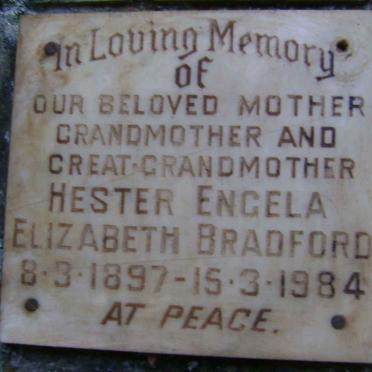 In Loving Memory
OF
OUR BELOVED MOTHER
GRANDMOTHER AND
GREAT-GRANDMOTHER
HESTER ENGELA
ELIZABETH BRADFORD
8·3·1897-15·3·1984
AT PEACE.